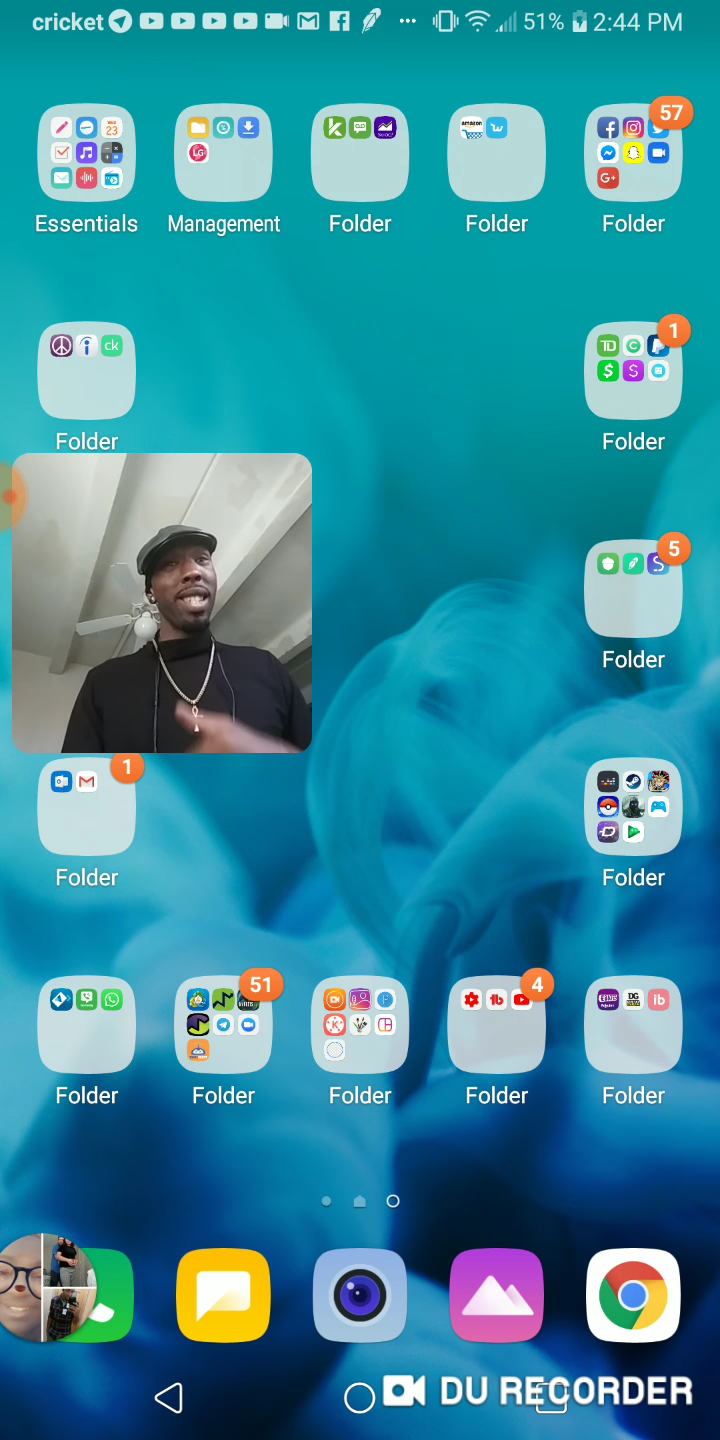 cricket 51% 2:44 PM
57
Essentials Management Folder Folder Folder
1
ck
Folder Folder
5
Folder
1
Folder Folder
51 4
Folder Folder Folder Folder Folder
DU RECORDER